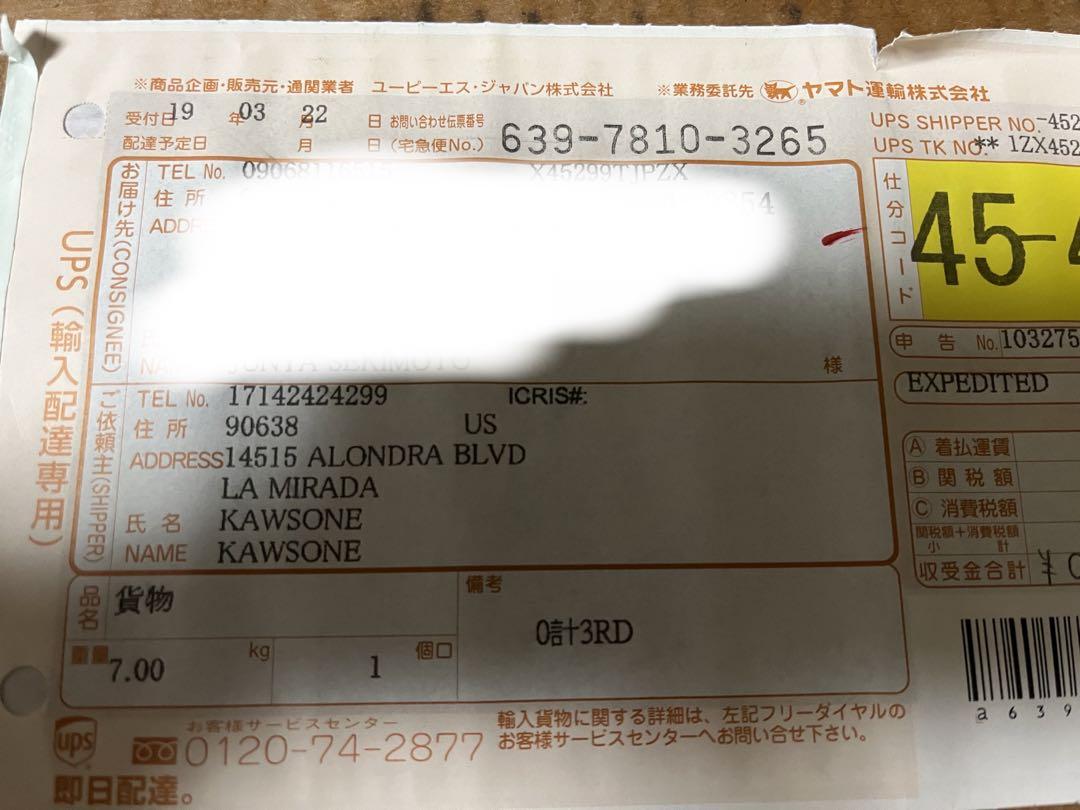 ※商品企画・販売元・通関業者 ユーピーエス・ジャパン株式会社 ※業務委託先 ヤマト運輸株式会社
受付日 19 年 03 月 22 日 お問い合わせ伝票番号
配達予定日 月 日 (宅急便No.) 639-7810-3265
UPS SHIPPER NO.-452
UPS TK NO.** 1ZX452
UPS(輸入配達専用)
お届け先(CONSIGNEE)
TEL No. X45299TJPZX
住所
様
仕分コード
45-4
申告 No. 103275
EXPEDITED
ご依頼主(SHIPPER)
TEL No. 17142424299 ICRIS#:
住所 90638 US
ADDRESS 14515 ALONDRA BLVD
LA MIRADA
氏名 KAWSONE
NAME KAWSONE
Ⓐ 着払運賃
Ⓑ 関税額
Ⓒ 消費税額
関税額+消費税額
小計
収受金合計 ¥0
品名 貨物
備考
0計3RD
重量 7.00 kg 1 個口
a639
ups
お客様サービスセンター
0120-74-2877
輸入貨物に関する詳細は、左記フリーダイヤルの
お客様サービスセンターへお問い合せ下さい。
即日配達。